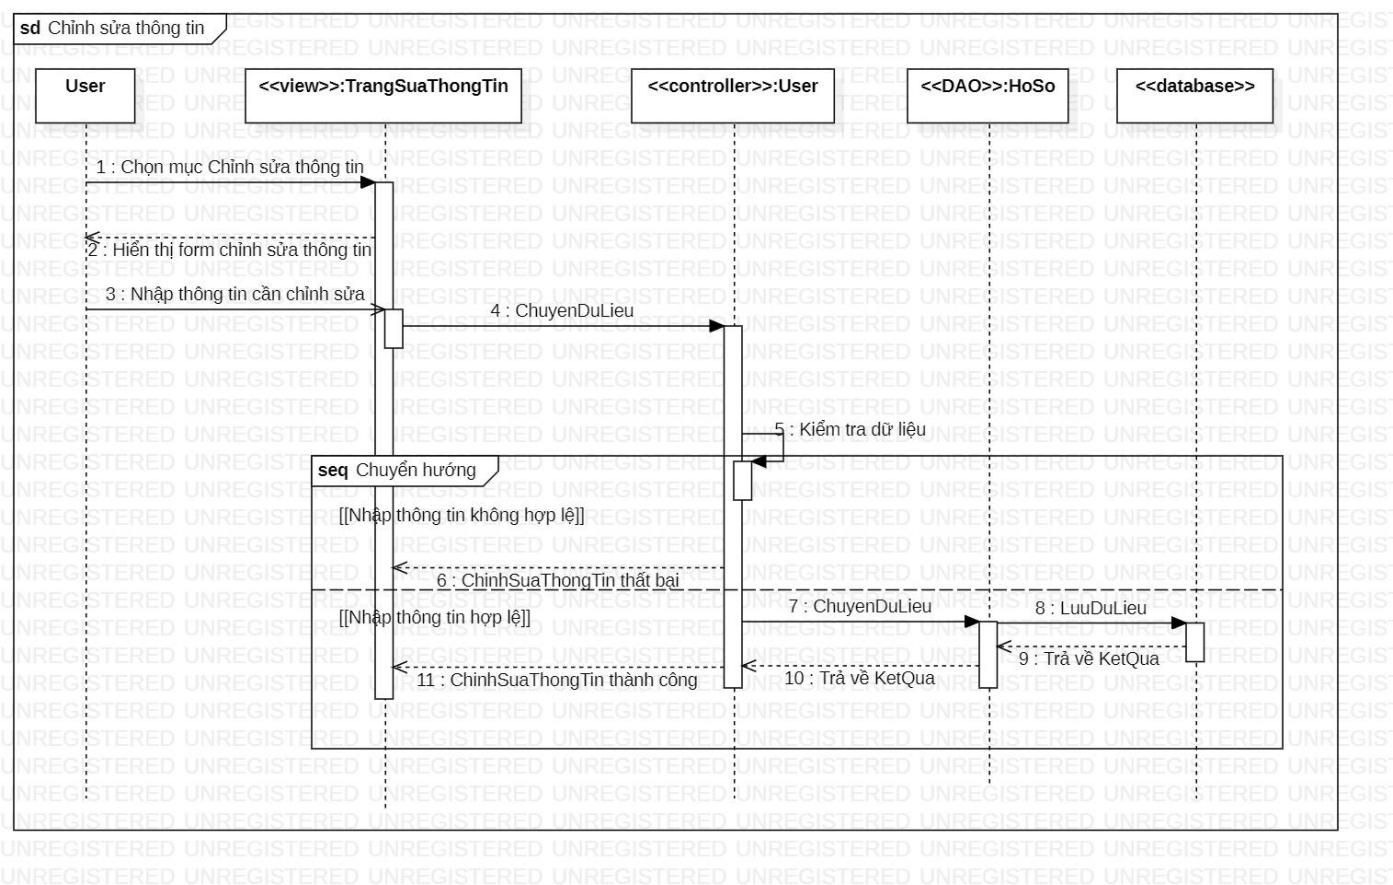 sd Chỉnh sửa thông tin
User
<<view>>:TrangSuaThongTin
<<controller>>:User
<<DAO>>:HoSo
<<database>>
1 : Chọn mục Chỉnh sửa thông tin
2 : Hiển thị form chỉnh sửa thông tin
3 : Nhập thông tin cần chỉnh sửa
4 : ChuyenDuLieu
5 : Kiểm tra dữ liệu
seq Chuyển hướng
[[Nhập thông tin không hợp lệ]]
6 : ChinhSuaThongTin thất bại
[[Nhập thông tin hợp lệ]]
7 : ChuyenDuLieu
8 : LuuDuLieu
9 : Trả về KetQua
10 : Trả về KetQua
11 : ChinhSuaThongTin thành công
UNREGISTERED